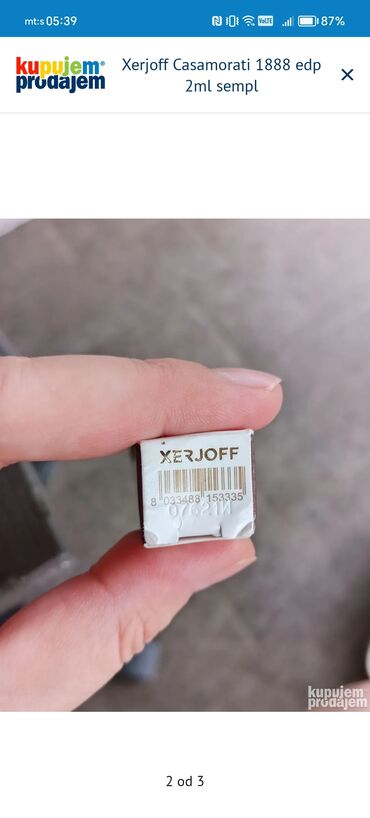 mt:s 05:39
VoLTE
87%
kupujem
prodajem
Xerjoff Casamorati 1888 edp
2ml sempl
XERJOFF
8 033488 153335
kupujem
prodajem
2 od 3